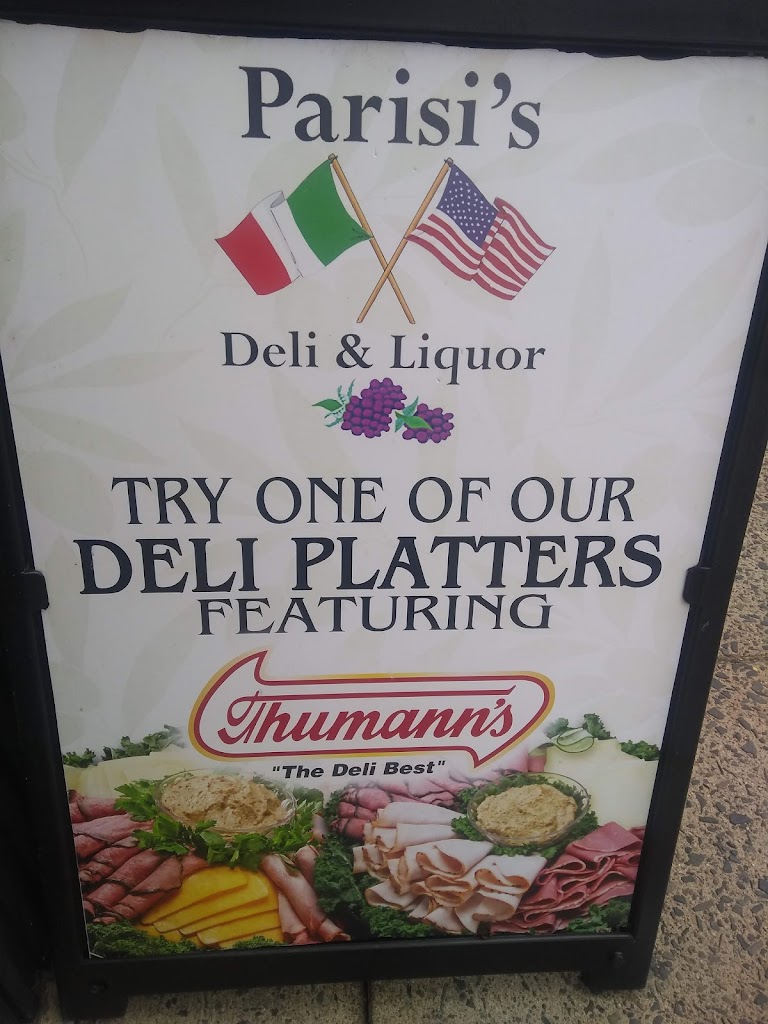 Parisi's
Deli & Liquor
TRY ONE OF OUR
DELI PLATTERS
FEATURING
Thumann's
"The Deli Best"